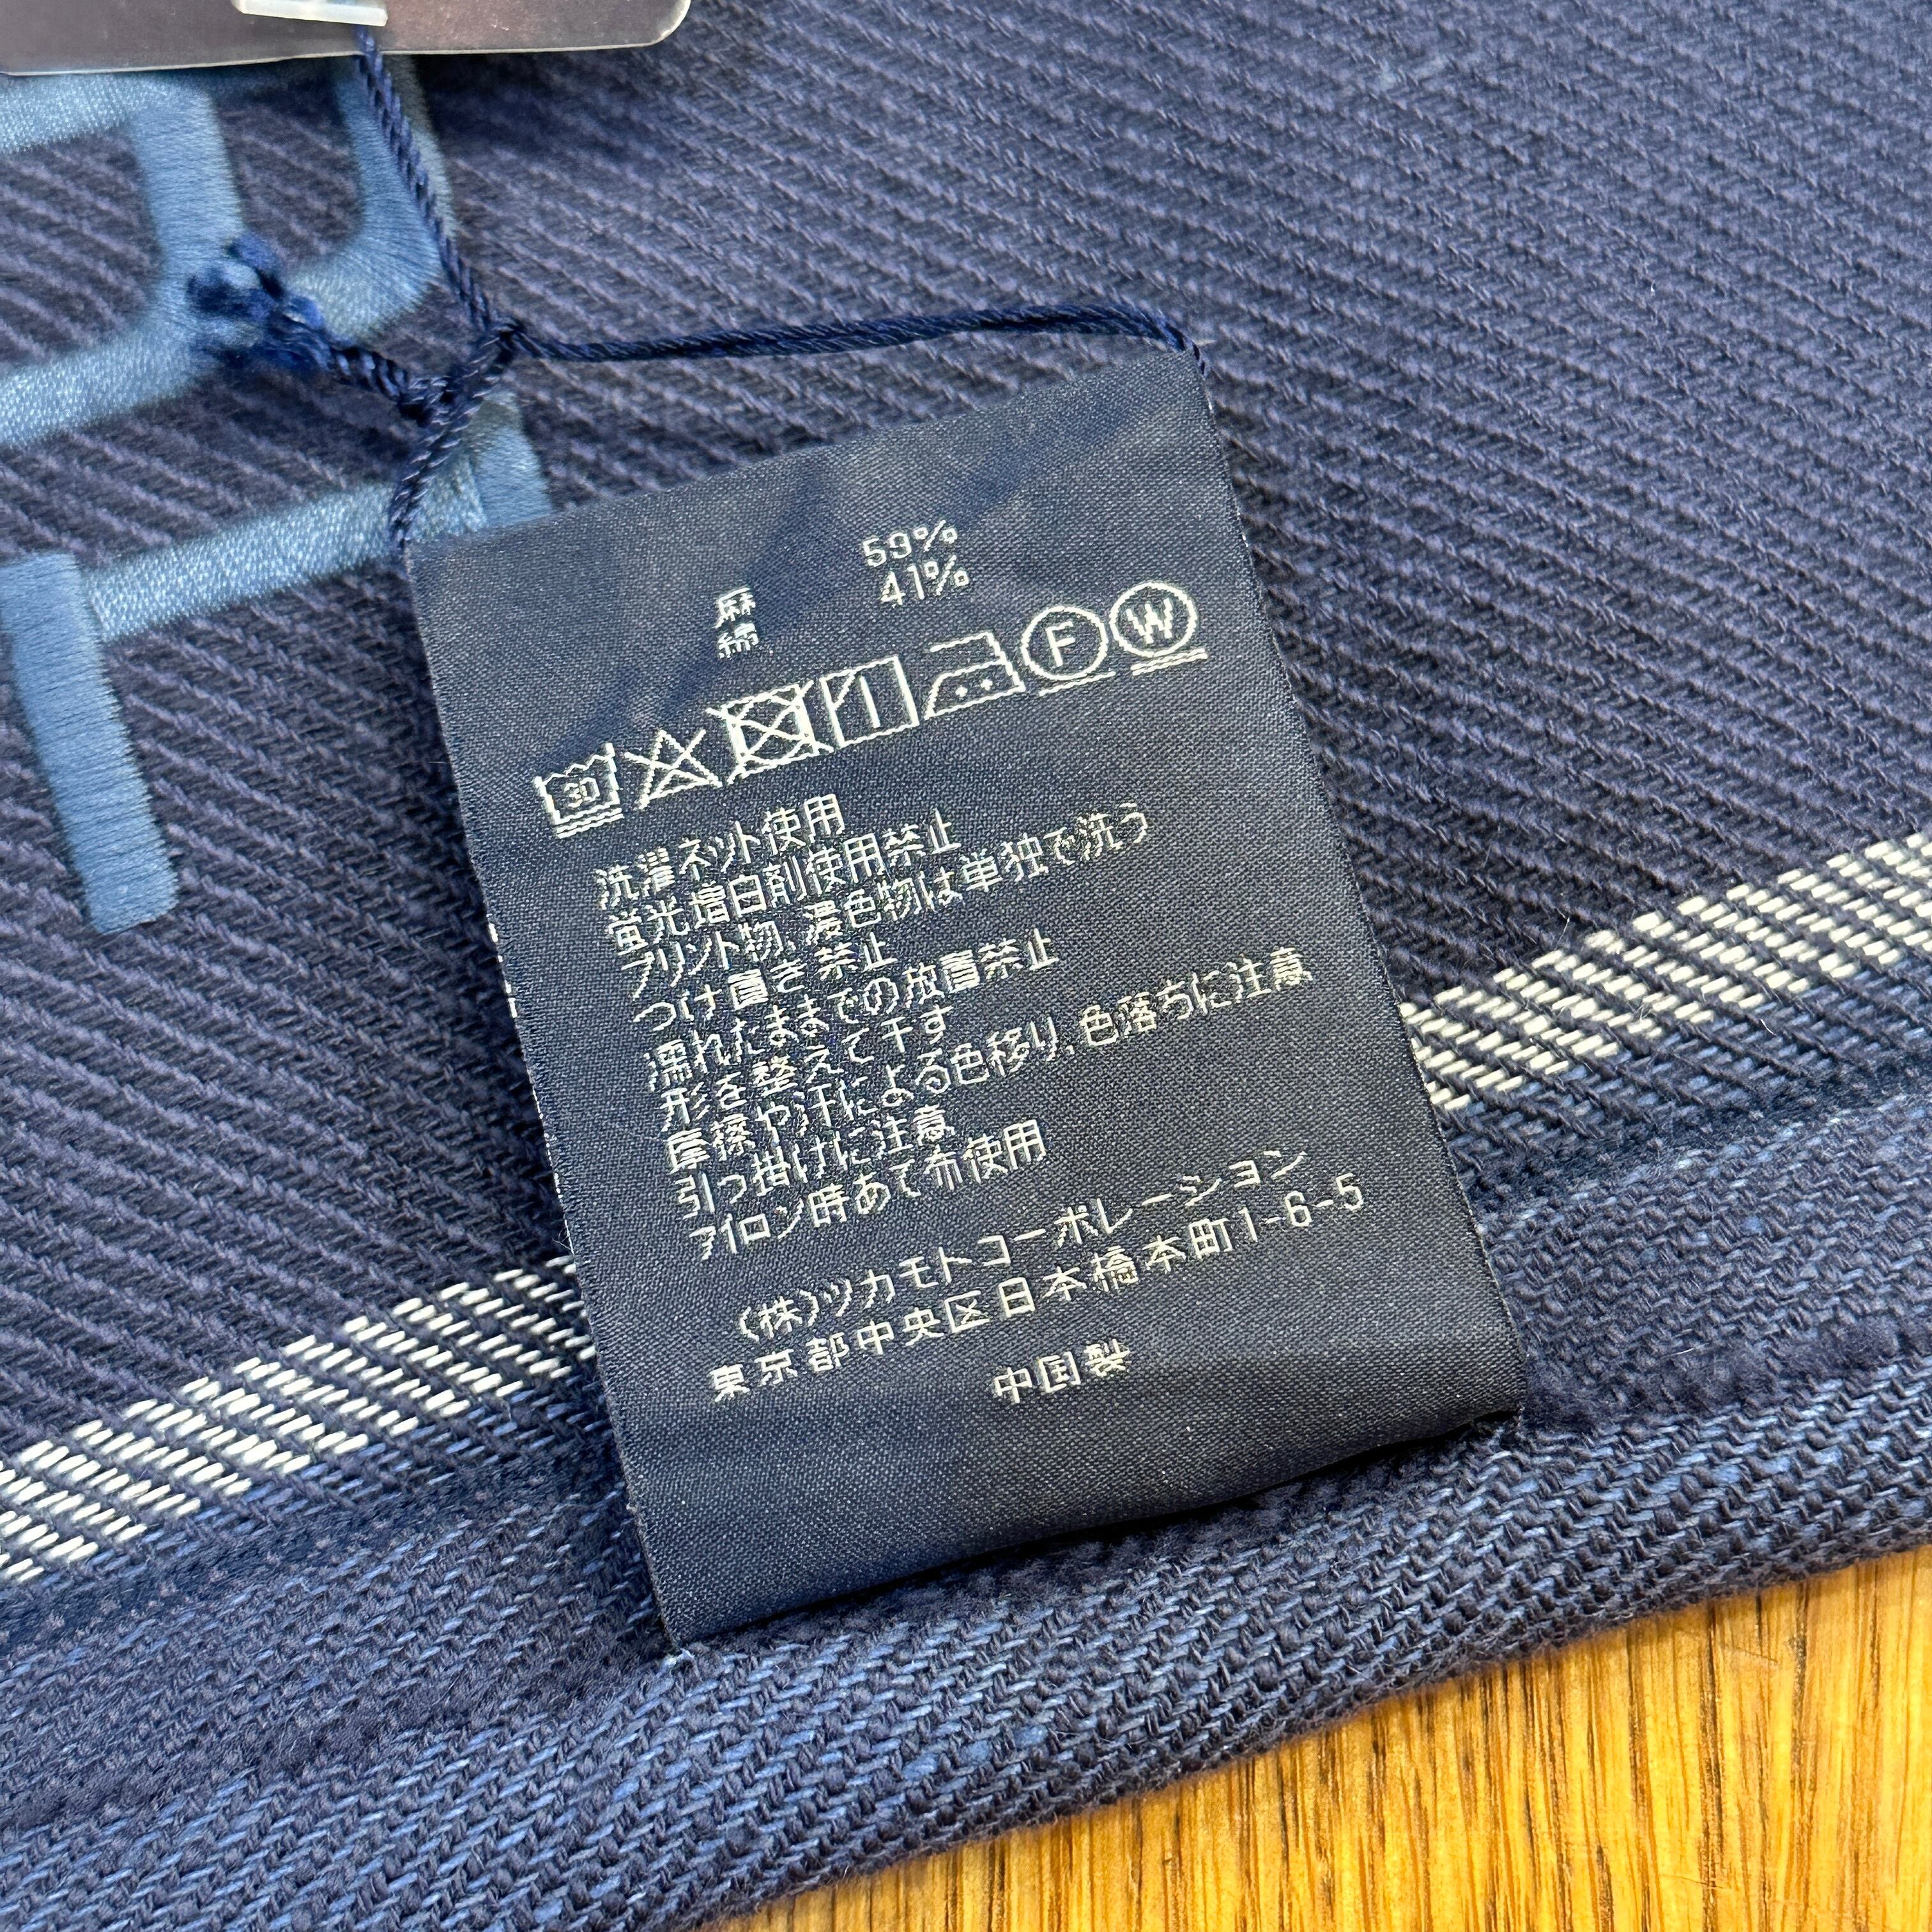 麻 59%
綿 41%
30 F W
洗濯ネット使用
蛍光増白剤使用禁止
プリント物、濃色物は単独で洗う
つけ置き禁止
濡れたままでの放置禁止
形を整えて干す
摩擦や汗による色移り、色落ちに注意
引っ掛けに注意
アイロン時あて布使用
(株)ツカモトコーポレーション
東京都中央区日本橋本町1-6-5
中国製